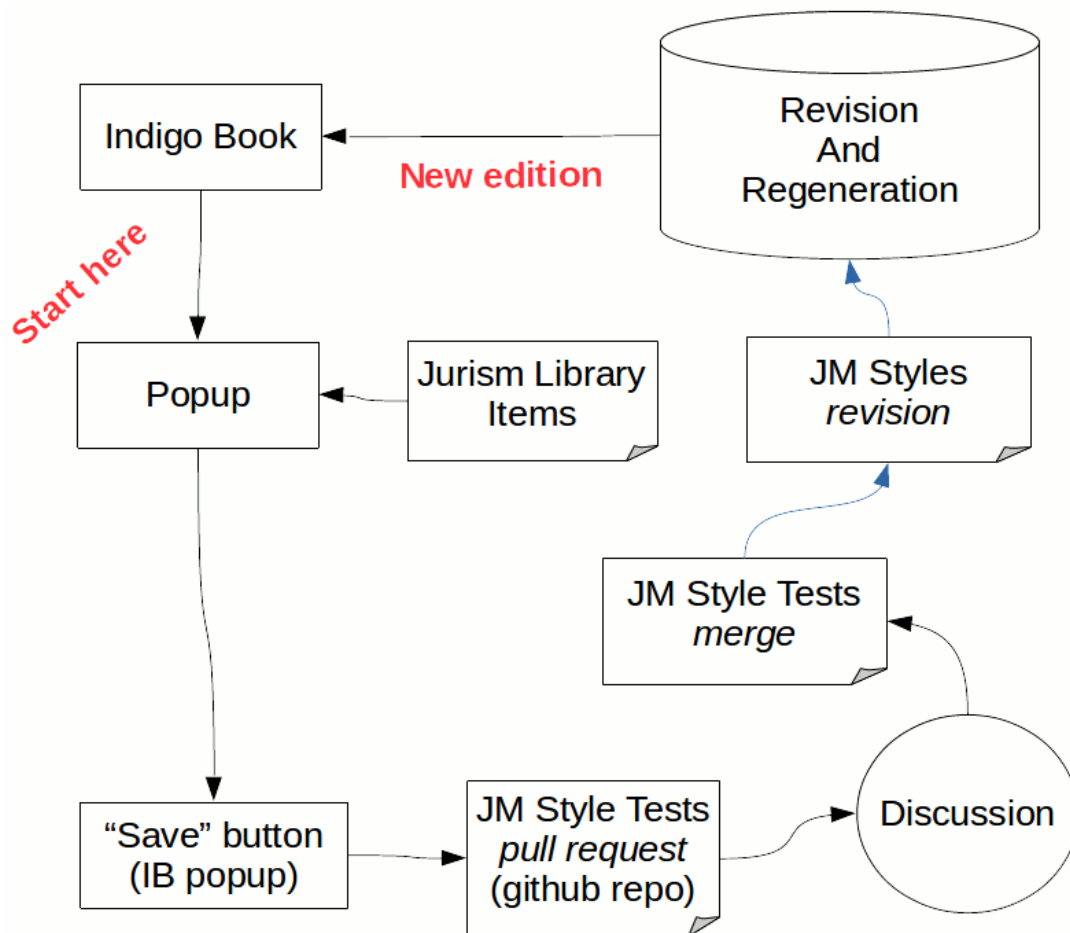 Revision
And
Regeneration
Indigo Book
New edition
Start here
Popup
Jurism Library
Items
JM Styles
revision
JM Style Tests
merge
“Save” button
(IB popup)
JM Style Tests
pull request
(github repo)
Discussion